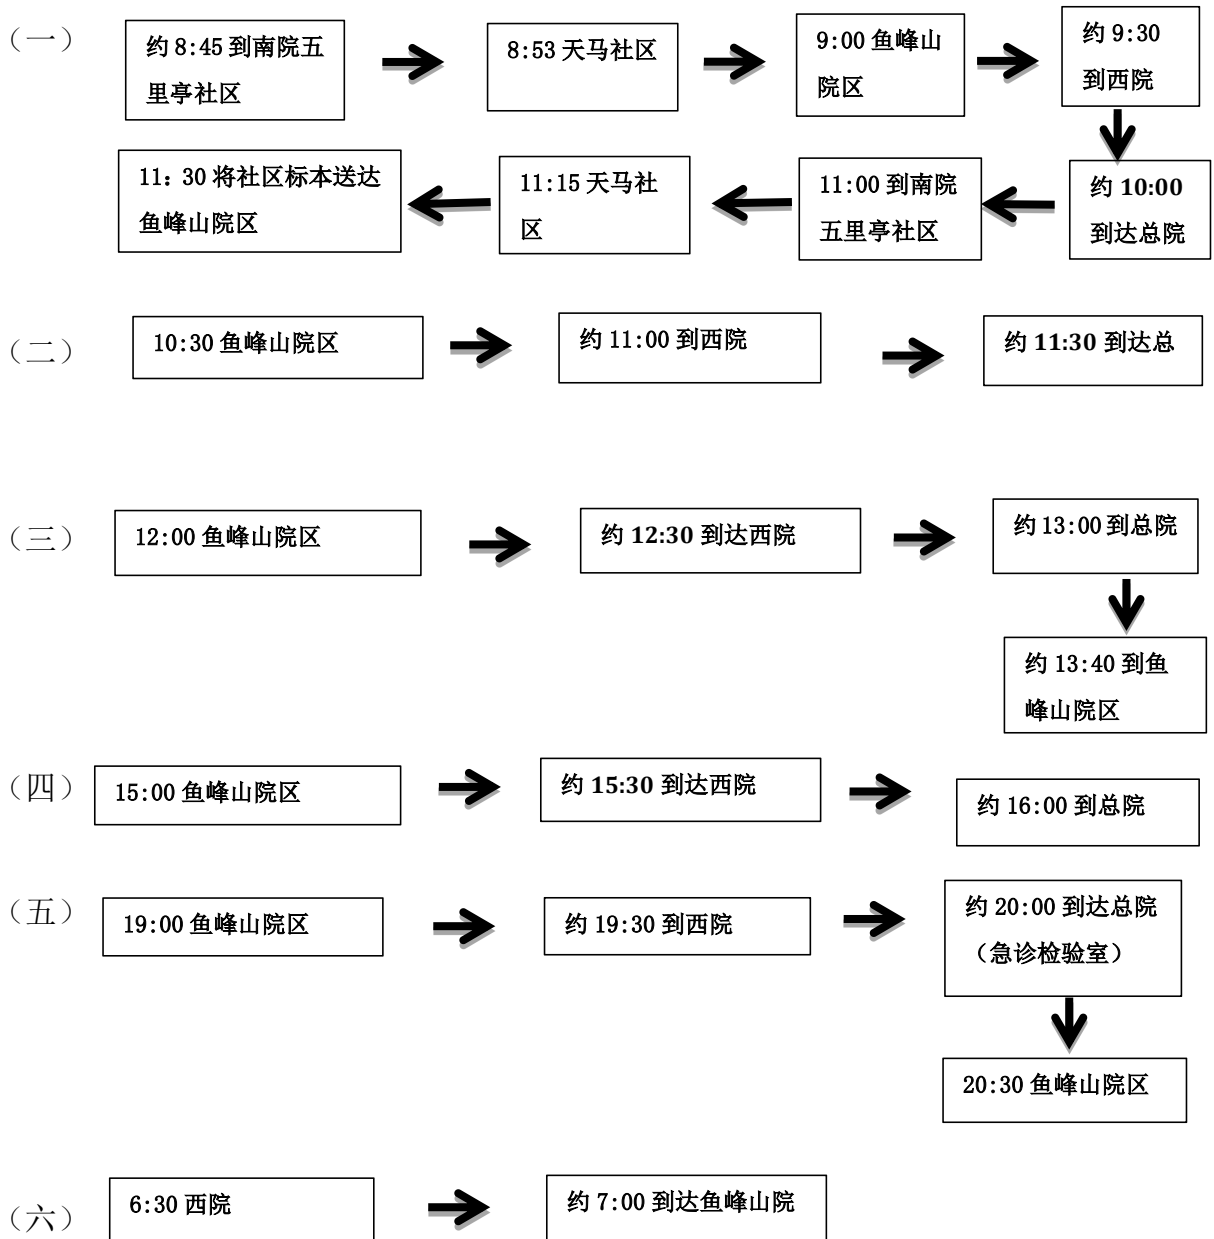 （一）
约 8:45 到南院五
里亭社区
8:53 天马社区
9:00 鱼峰山
院区
约 9:30
到西院
约 10:00
到达总院
11:00 到南院
五里亭社区
11:15 天马社
区
11：30 将社区标本送达
鱼峰山院区
（二）
10:30 鱼峰山院区
约 11:00 到西院
约 11:30 到达总
（三）
12:00 鱼峰山院区
约 12:30 到达西院
约 13:00 到总院
约 13:40 到鱼
峰山院区
（四）
15:00 鱼峰山院区
约 15:30 到达西院
约 16:00 到总院
（五）
19:00 鱼峰山院区
约 19:30 到西院
约 20:00 到达总院
（急诊检验室）
20:30 鱼峰山院区
（六）
6:30 西院
约 7:00 到达鱼峰山院